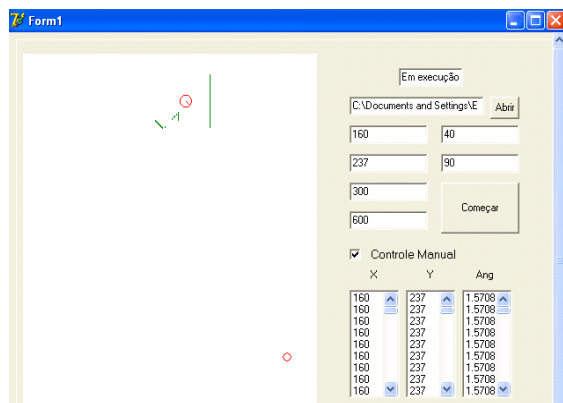 Form1
Em execução
C:\Documents and Settings\E Abrir
160 40
237 90
300
600
Começar
Controle Manual
X Y Ang
160 237 1.5708
160 237 1.5708
160 237 1.5708
160 237 1.5708
160 237 1.5708
160 237 1.5708
160 237 1.5708
160 237 1.5708
160 237 1.5708